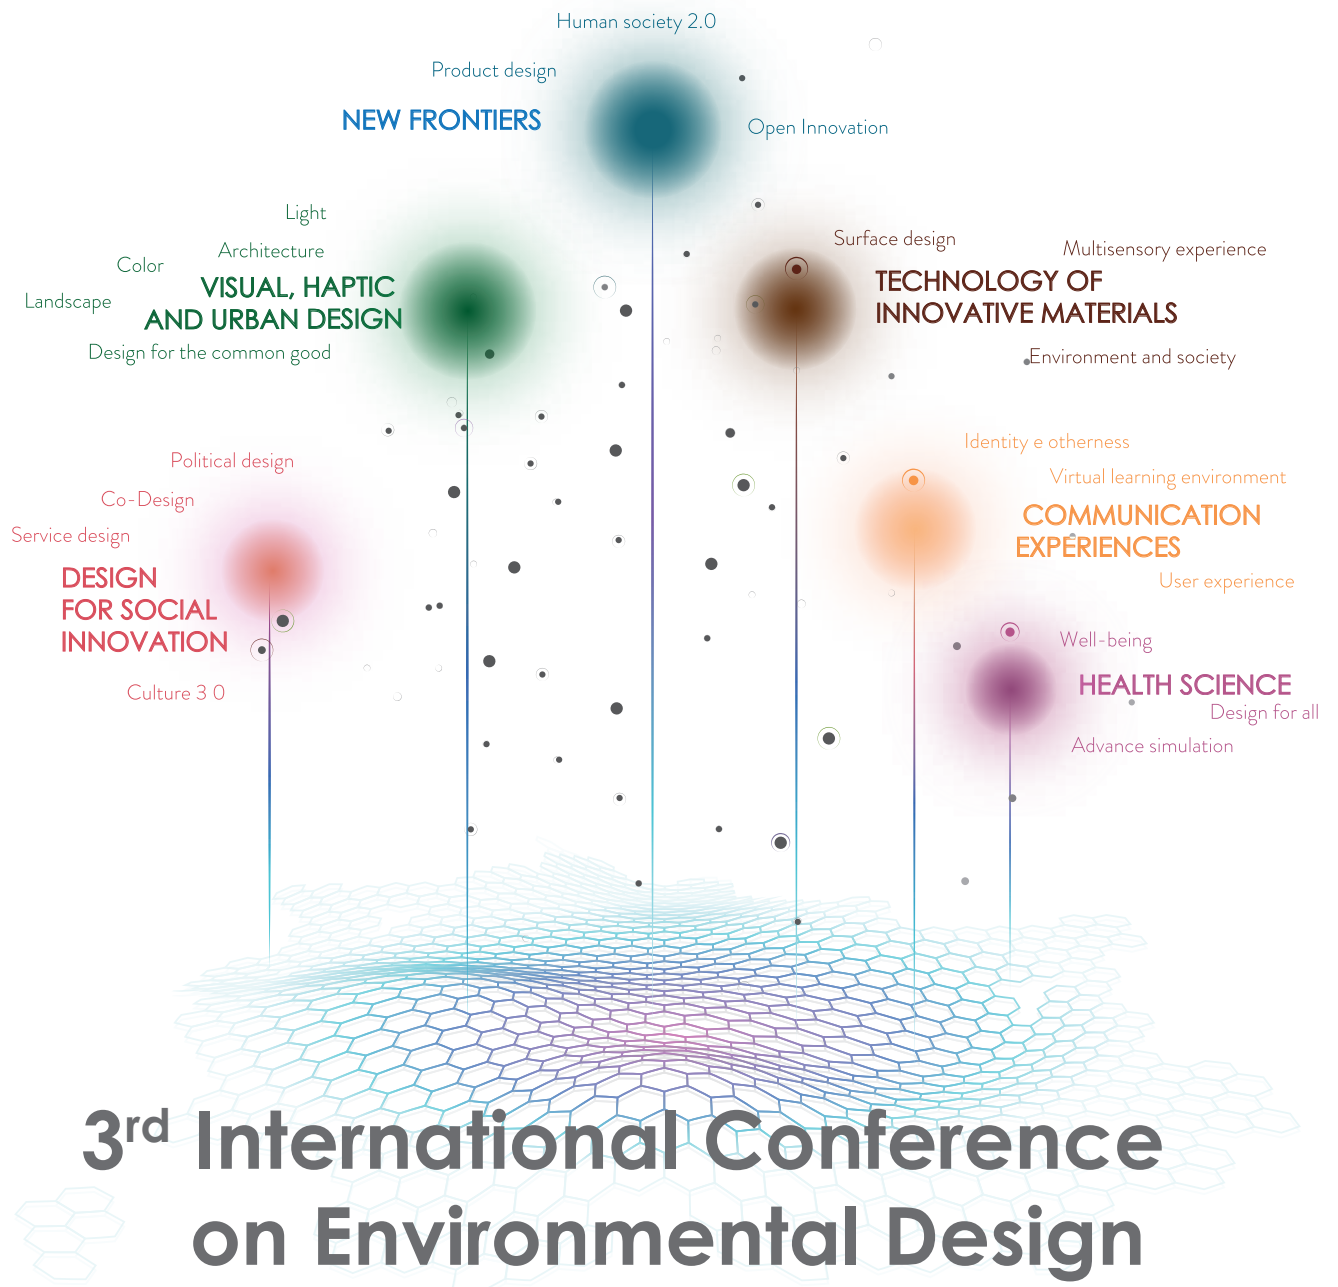 Human society 2.0
Product design
NEW FRONTIERS
Open Innovation
Light
Architecture
Color
VISUAL, HAPTIC
Landscape
AND URBAN DESIGN
Design for the common good
Surface design
Multisensory experience
TECHNOLOGY OF
INNOVATIVE MATERIALS
Environment and society
Political design
Co-Design
Service design
DESIGN
FOR SOCIAL
INNOVATION
Culture 3 0
Identity e otherness
Virtual learning environment
COMMUNICATION
EXPERIENCES
User experience
Well-being
HEALTH SCIENCE
Design for all
Advance simulation
3rd International Conference
on Environmental Design